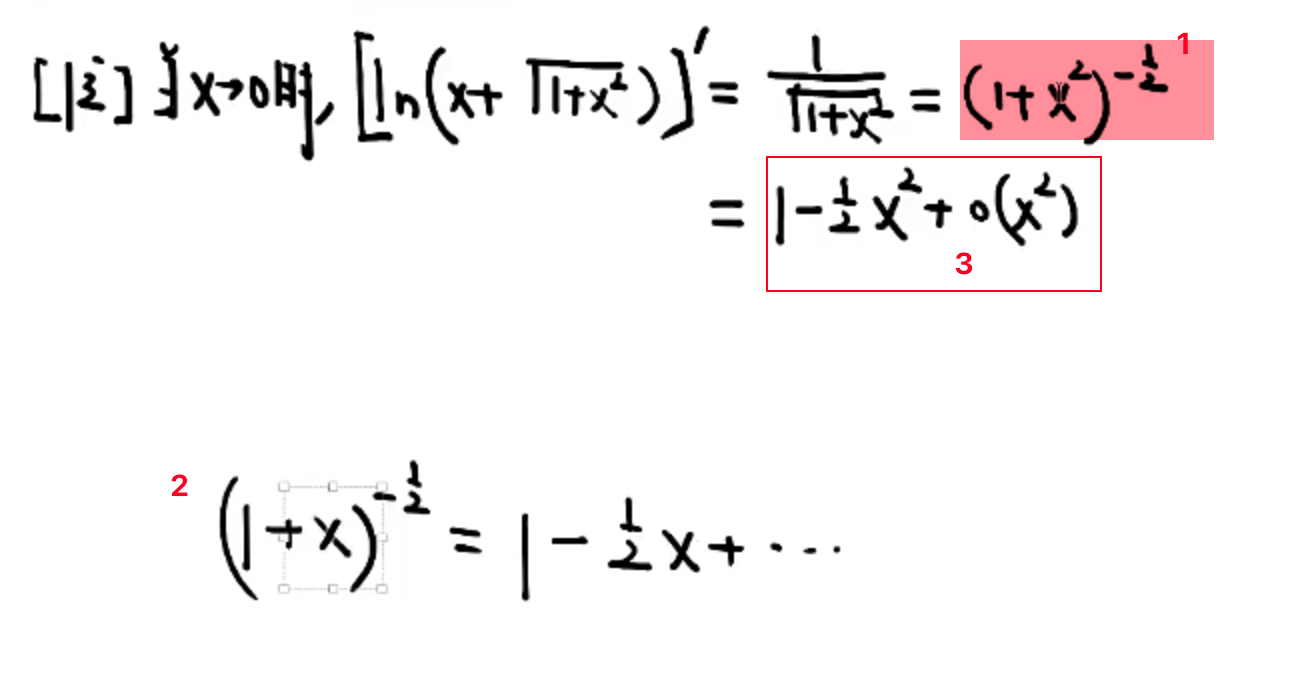 [证] 当x→0时, [ln(x+√(1+x²))]' = 1/√(1+x²) = (1+x²)^(-1/2) 1
= 1-1/2 x²+o(x²)
3
2 (1+x)^(-1/2) = 1-1/2 x+···